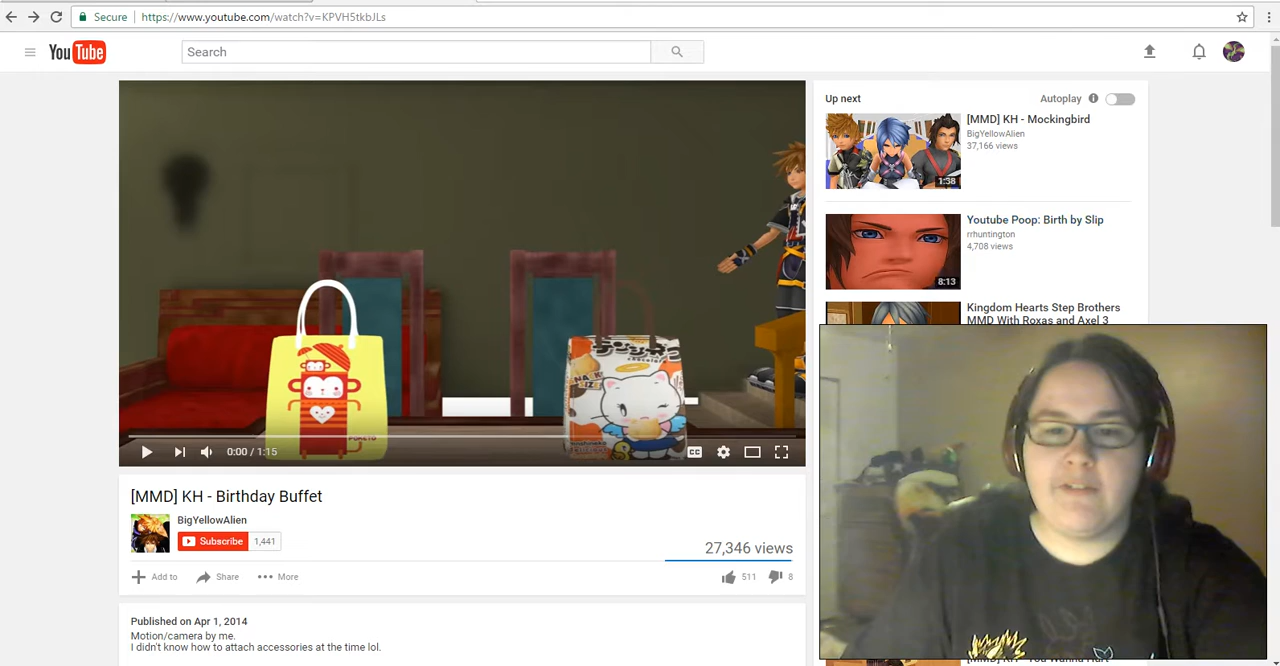 Secure
https://www.youtube.com/watch?v=KPVH5tkbJLs
YouTube
Search
Up next
Autoplay
[MMD] KH - Mockingbird
BigYellowAlien
37,166 views
1:38
Youtube Poop: Birth by Slip
rrhuntington
4,708 views
8:13
Kingdom Hearts Step Brothers
MMD With Roxas and Axel 3
0:00 / 1:15
CC
[MMD] KH - Birthday Buffet
BigYellowAlien
Subscribe 1,441
27,346 views
Add to
Share
More
511
8
Published on Apr 1, 2014
Motion/camera by me.
I didn't know how to attach accessories at the time lol.